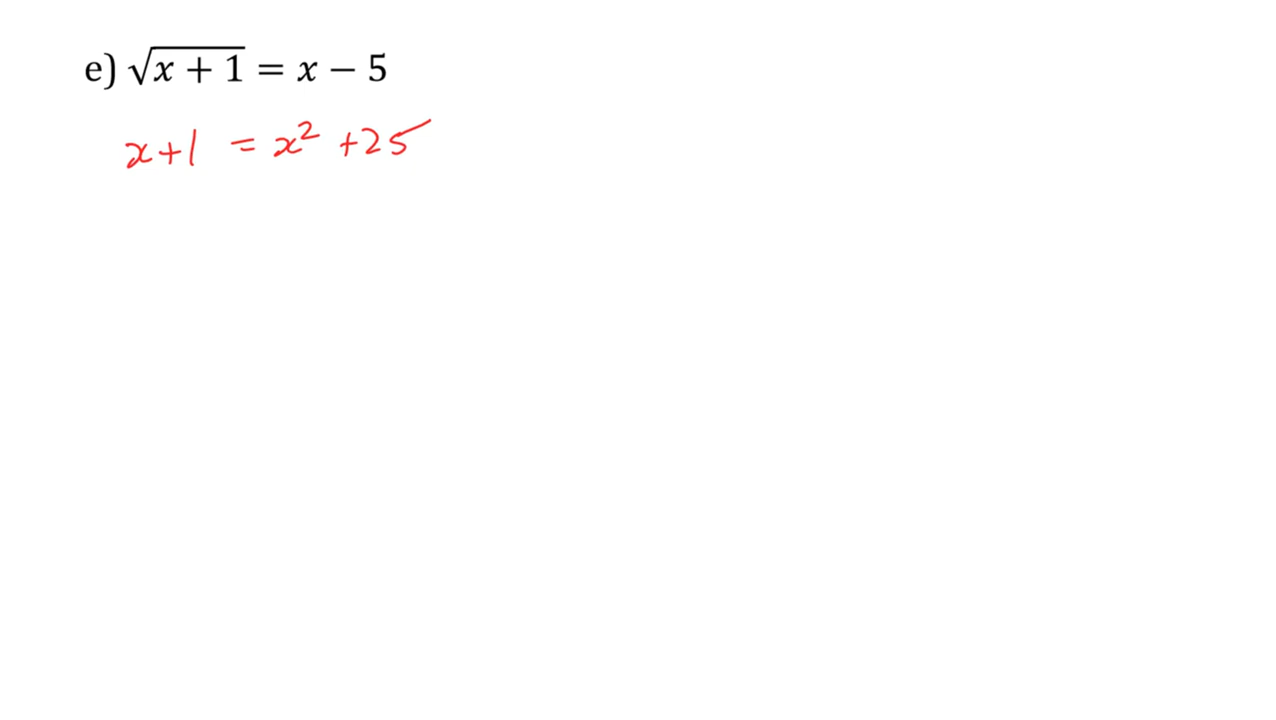 e) √x + 1 = x − 5
x+1 = x² +25